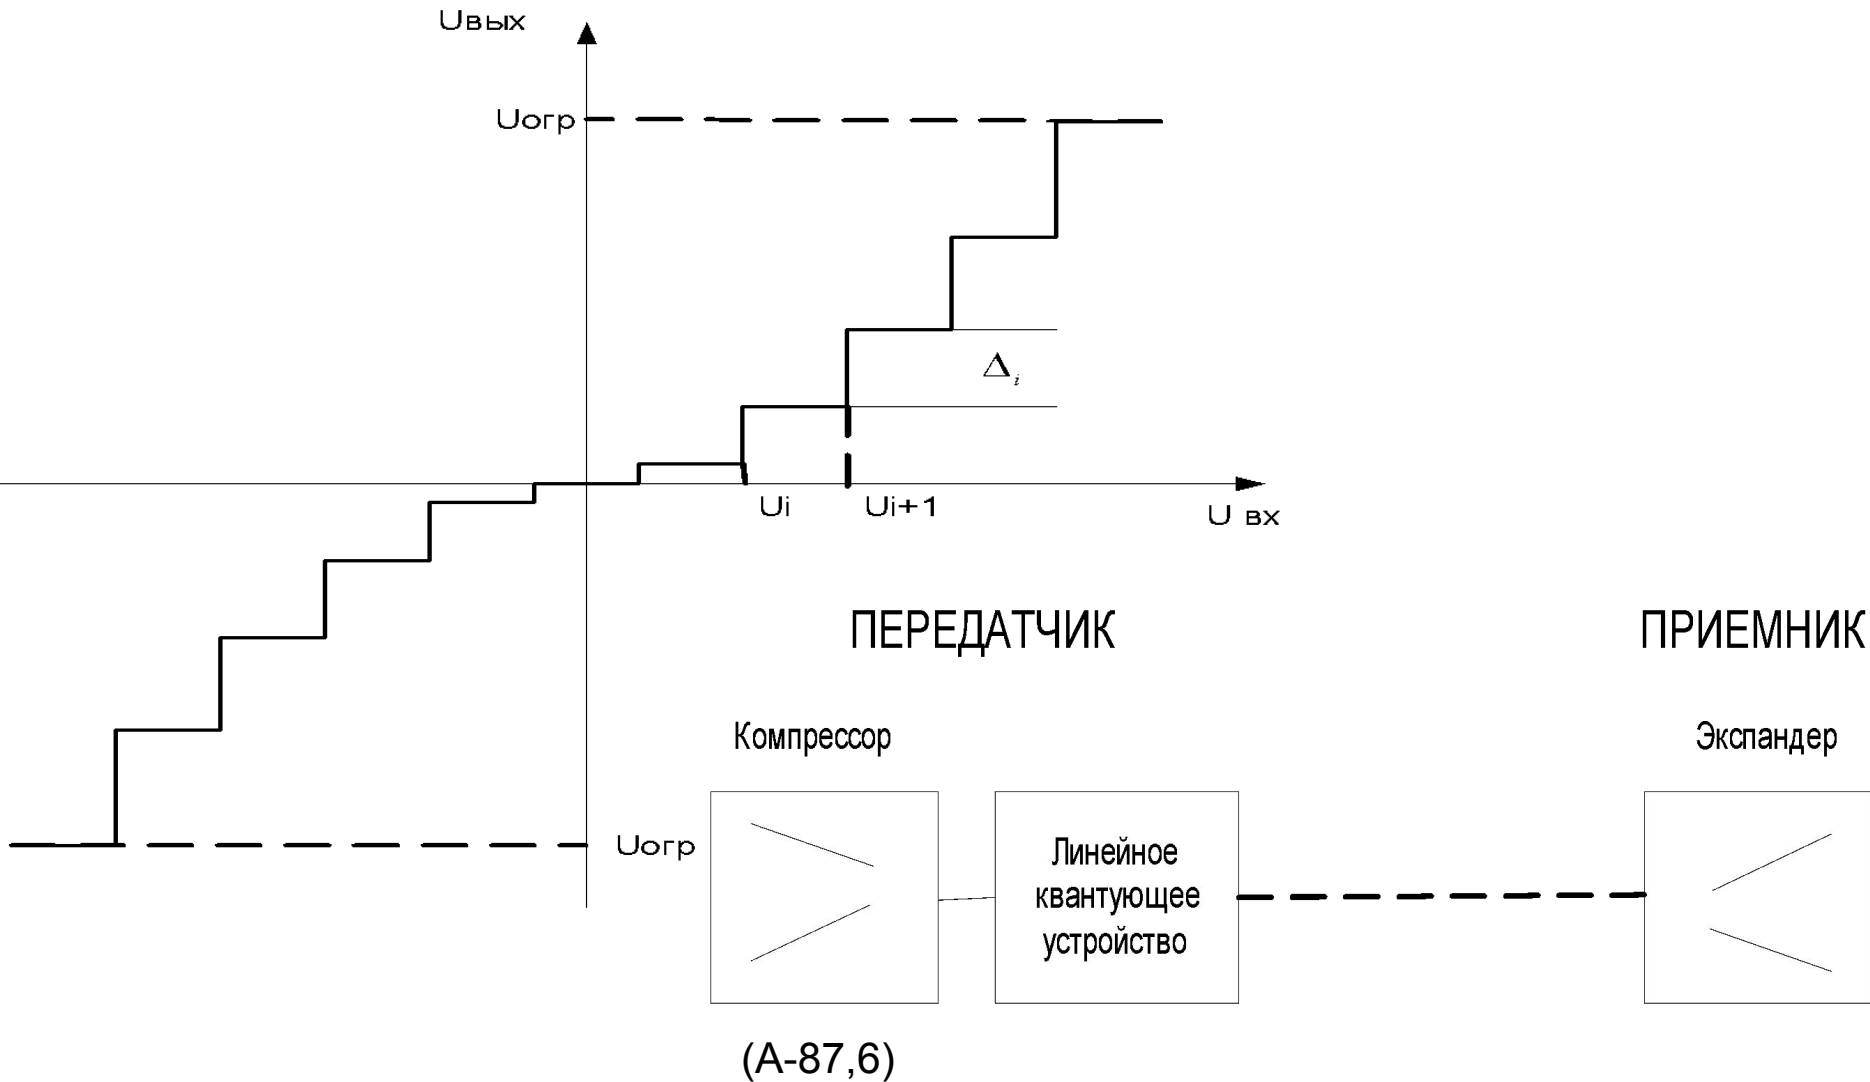 Uвых
Uогр
Δi
Ui
Ui+1
U вх
ПЕРЕДАТЧИК
ПРИЕМНИК
Компрессор
Экспандер
Uогр
Линейное
квантующее
устройство
(А-87,6)